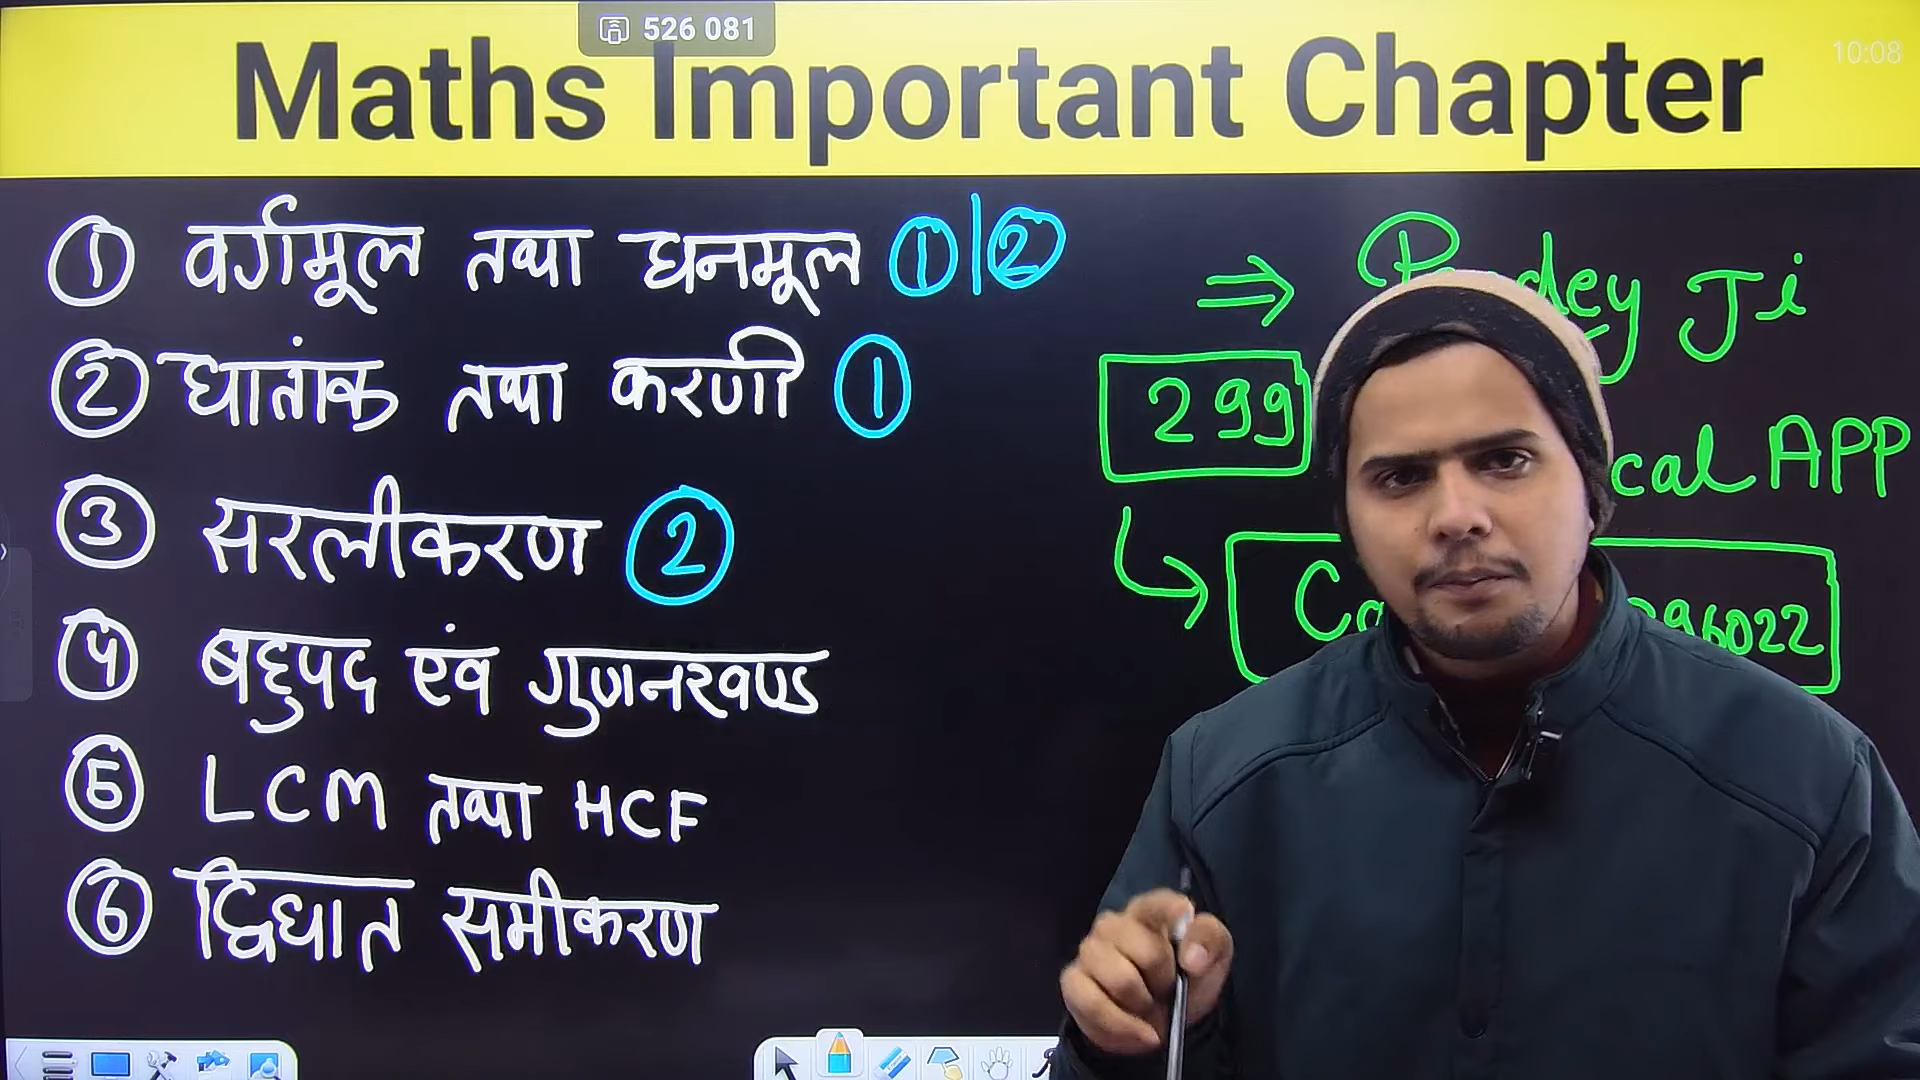 526 081
Maths Important Chapter
10:08
① वर्गमूल तथा घनमूल ① | ②
② घातांक तथा करणी ①
③ सरलीकरण ②
④ बहुपद एंव गुणनखण्ड
⑤ LCM तथा HCF
⑥ द्विघात समीकरण
⇒ Ji
299
cal APP
96022